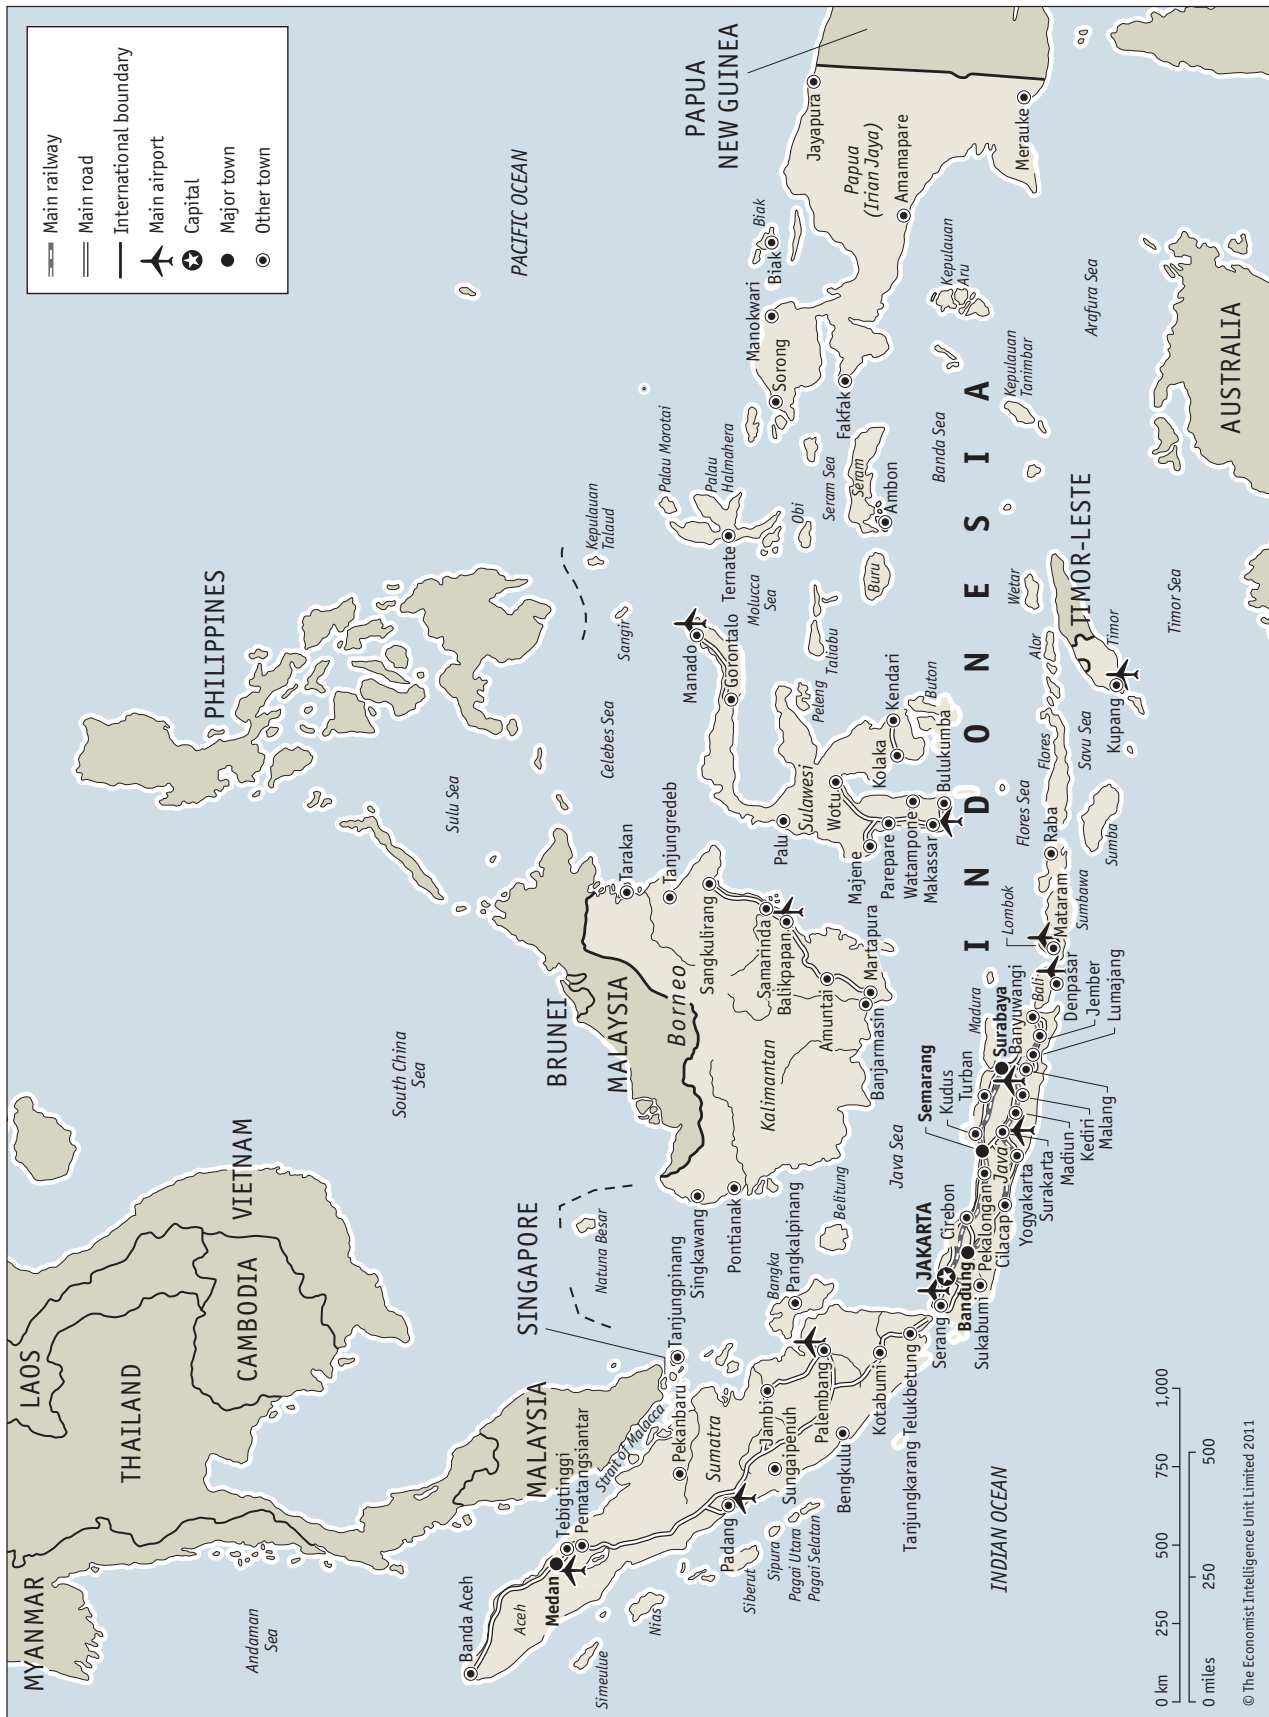 Main railway
Main road
International boundary
Main airport
Capital
Major town
Other town
MYANMAR
LAOS
THAILAND
VIETNAM
CAMBODIA
Andaman
Sea
South China
Sea
PHILIPPINES
Sulu Sea
PACIFIC OCEAN
BRUNEI
MALAYSIA
MALAYSIA
SINGAPORE
PAPUA
NEW GUINEA
Celebes Sea
Kepulauan
Talaud
Sangir
Palau Morotai
Palau
Halmahera
Ternate
Molucca
Sea
Obi
Seram Sea
Seram
Ambon
Buru
Taliabu
Peleng
Banda Sea
Manokwari
Sorong
Fakfak
Biak
Biak
Jayapura
Papua
(Irian Jaya)
Amamapare
Merauke
Kepulauan
Aru
Kepulauan
Tanimbar
Arafura Sea
AUSTRALIA
Banda Aceh
Aceh
Medan
Tebigtinggi
Pematangsiantar
Strait of Malacca
Simeulue
Nias
Pekanbaru
Sumatra
Padang
Siberut
Sipura
Pagai Utara
Pagai Selatan
Jambi
Sungaipenuh
Palembang
Bengkulu
Kotabumi
Tanjungkarang Telukbetung
Tanjungpinang
Natuna Besar
Bangka
Pangkalpinang
Belitung
Singkawang
Pontianak
Borneo
Kalimantan
Tarakan
Tanjungredeb
Sangkulirang
Samarinda
Balikpapan
Amuntai
Martapura
Banjarmasin
Manado
Gorontalo
Palu
Sulawesi
Wotu
Majene
Parepare
Watampone
Makassar
Kolaka
Kendari
Buton
Bulukumba
INDONESIA
Java Sea
JAKARTA
Serang
Bandung
Sukabumi
Cirebon
Pekalongan
Cilacap
Java
Semarang
Kudus
Turban
Yogyakarta
Surakarta
Madiun
Kediri
Malang
Madura
Surabaya
Banyuwangi
Bali
Denpasar
Jember
Lumajang
Lombok
Mataram
Sumbawa
Raba
Flores Sea
Flores
Sumba
Savu Sea
Alor
Wetar
TIMOR-LESTE
Timor
Kupang
Timor Sea
INDIAN OCEAN
0 km 250 500 750 1,000
0 miles 250 500
© The Economist Intelligence Unit Limited 2011